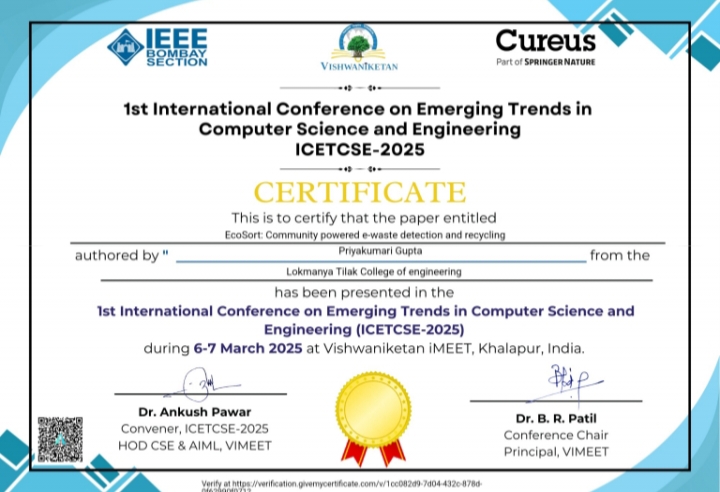 IEEE
BOMBAY
SECTION
VISHWANIKETAN
Cureus
Part of SPRINGER NATURE
1st International Conference on Emerging Trends in
Computer Science and Engineering
ICETCSE-2025
CERTIFICATE
This is to certify that the paper entitled
EcoSort: Community powered e-waste detection and recycling
authored by " Priyakumari Gupta from the
Lokmanya Tilak College of engineering
has been presented in the
1st International Conference on Emerging Trends in Computer Science and
Engineering (ICETCSE-2025)
during 6-7 March 2025 at Vishwaniketan iMEET, Khalapur, India.
Dr. Ankush Pawar
Convener, ICETCSE-2025
HOD CSE & AIML, VIMEET
Dr. B. R. Patil
Conference Chair
Principal, VIMEET
Verify at https://verification.givemycertificate.com/v/1cc082d9-7d04-432c-878d-